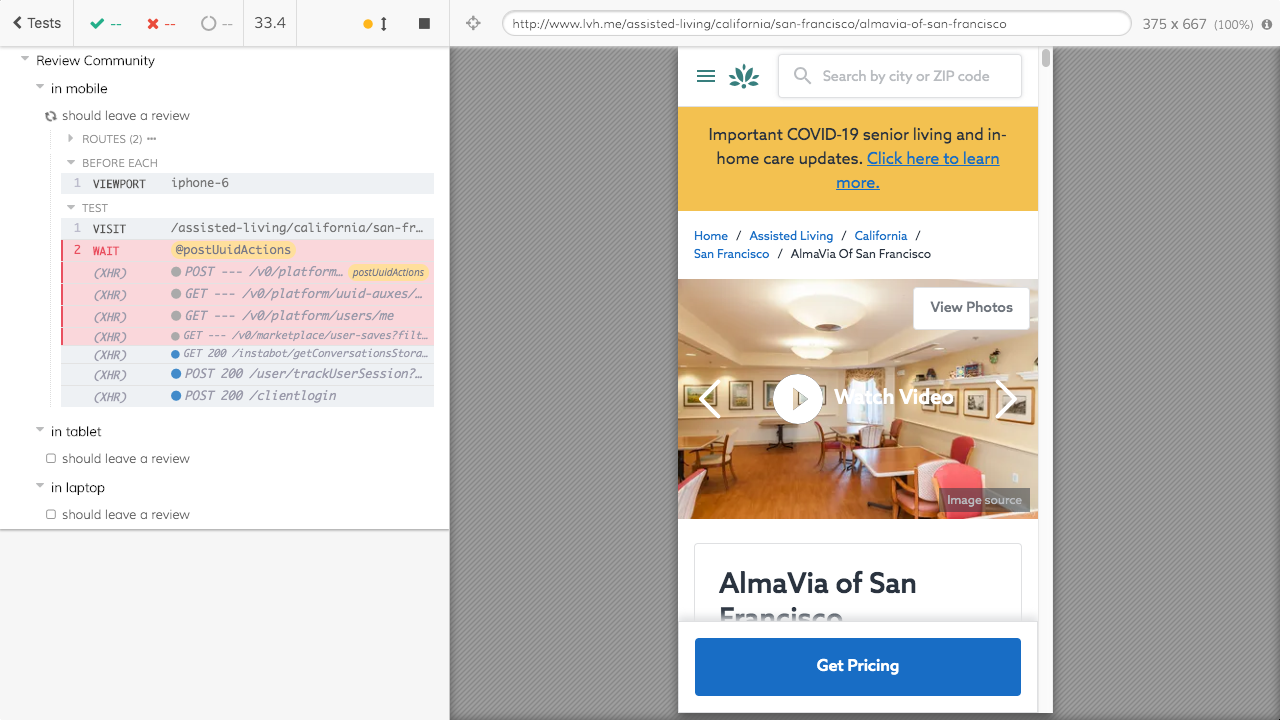 Tests
--
--
--
33.4
http://www.lvh.me/assisted-living/california/san-francisco/almavia-of-san-francisco
375 x 667 (100%)
Review Community
in mobile
should leave a review
ROUTES (2)
BEFORE EACH
1 VIEWPORT iphone-6
TEST
1 VISIT /assisted-living/california/san-fr...
2 WAIT @postUuidActions
(XHR) POST --- /v0/platform... postUuidActions
(XHR) GET --- /v0/platform/uuid-auxes/...
(XHR) GET --- /v0/platform/users/me
(XHR) GET --- /v0/marketplace/user-saves?filt...
(XHR) GET 200 /instabot/getConversationsStora...
(XHR) POST 200 /user/trackUserSession?...
(XHR) POST 200 /clientlogin
in tablet
should leave a review
in laptop
should leave a review
Search by city or ZIP code
Important COVID-19 senior living and in-
home care updates. Click here to learn
more.
Home / Assisted Living / California /
San Francisco / AlmaVia Of San Francisco
View Photos
Watch Video
Image source
AlmaVia of San
Francisco
Get Pricing